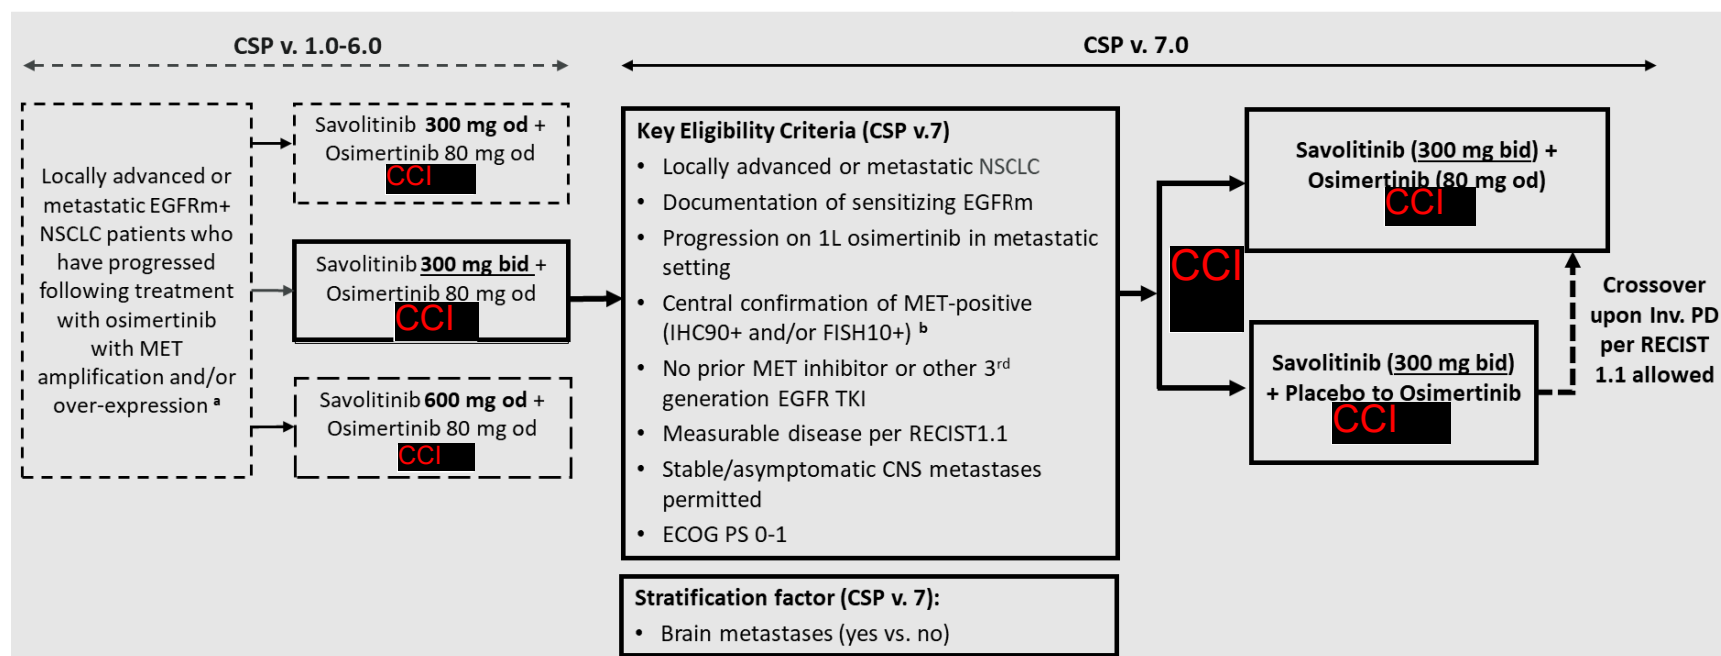 CSP v. 1.0-6.0
Locally advanced or
metastatic EGFRm+
NSCLC patients who
have progressed
following treatment
with osimertinib
with MET
amplification and/or
over-expression ᵃ
Savolitinib 300 mg od +
Osimertinib 80 mg od
CCI
Savolitinib 300 mg bid +
Osimertinib 80 mg od
CCI
Savolitinib 600 mg od +
Osimertinib 80 mg od
CCI
CSP v. 7.0
Key Eligibility Criteria (CSP v.7)
• Locally advanced or metastatic NSCLC
• Documentation of sensitizing EGFRm
• Progression on 1L osimertinib in metastatic
setting
• Central confirmation of MET-positive
(IHC90+ and/or FISH10+) ᵇ
• No prior MET inhibitor or other 3ʳᵈ
generation EGFR TKI
• Measurable disease per RECIST1.1
• Stable/asymptomatic CNS metastases
permitted
• ECOG PS 0-1
Stratification factor (CSP v. 7):
• Brain metastases (yes vs. no)
CCI
Savolitinib (300 mg bid) +
Osimertinib (80 mg od)
CCI
Savolitinib (300 mg bid)
+ Placebo to Osimertinib
CCI
Crossover
upon Inv. PD
per RECIST
1.1 allowed